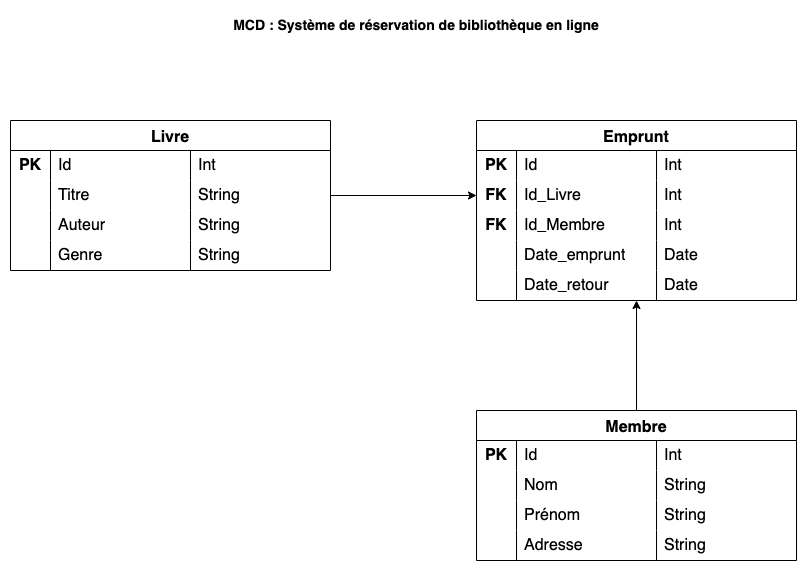 MCD : Système de réservation de bibliothèque en ligne
Livre
PK Id Int
Titre String
Auteur String
Genre String
Emprunt
PK Id Int
FK Id_Livre Int
FK Id_Membre Int
Date_emprunt Date
Date_retour Date
Membre
PK Id Int
Nom String
Prénom String
Adresse String